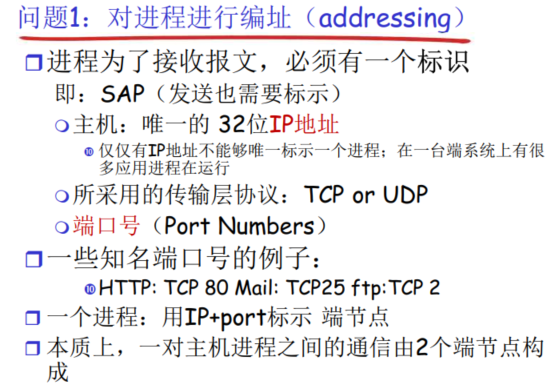 问题1：对进程进行编址（addressing）
进程为了接收报文，必须有一个标识
即：SAP（发送也需要标示）
主机：唯一的 32位IP地址
仅仅有IP地址不能够唯一标示一个进程；在一台端系统上有很
多应用进程在运行
所采用的传输层协议：TCP or UDP
端口号（Port Numbers）
一些知名端口号的例子：
HTTP: TCP 80 Mail: TCP25 ftp:TCP 2
一个进程：用IP+port标示 端节点
本质上，一对主机进程之间的通信由2个端节点构
成